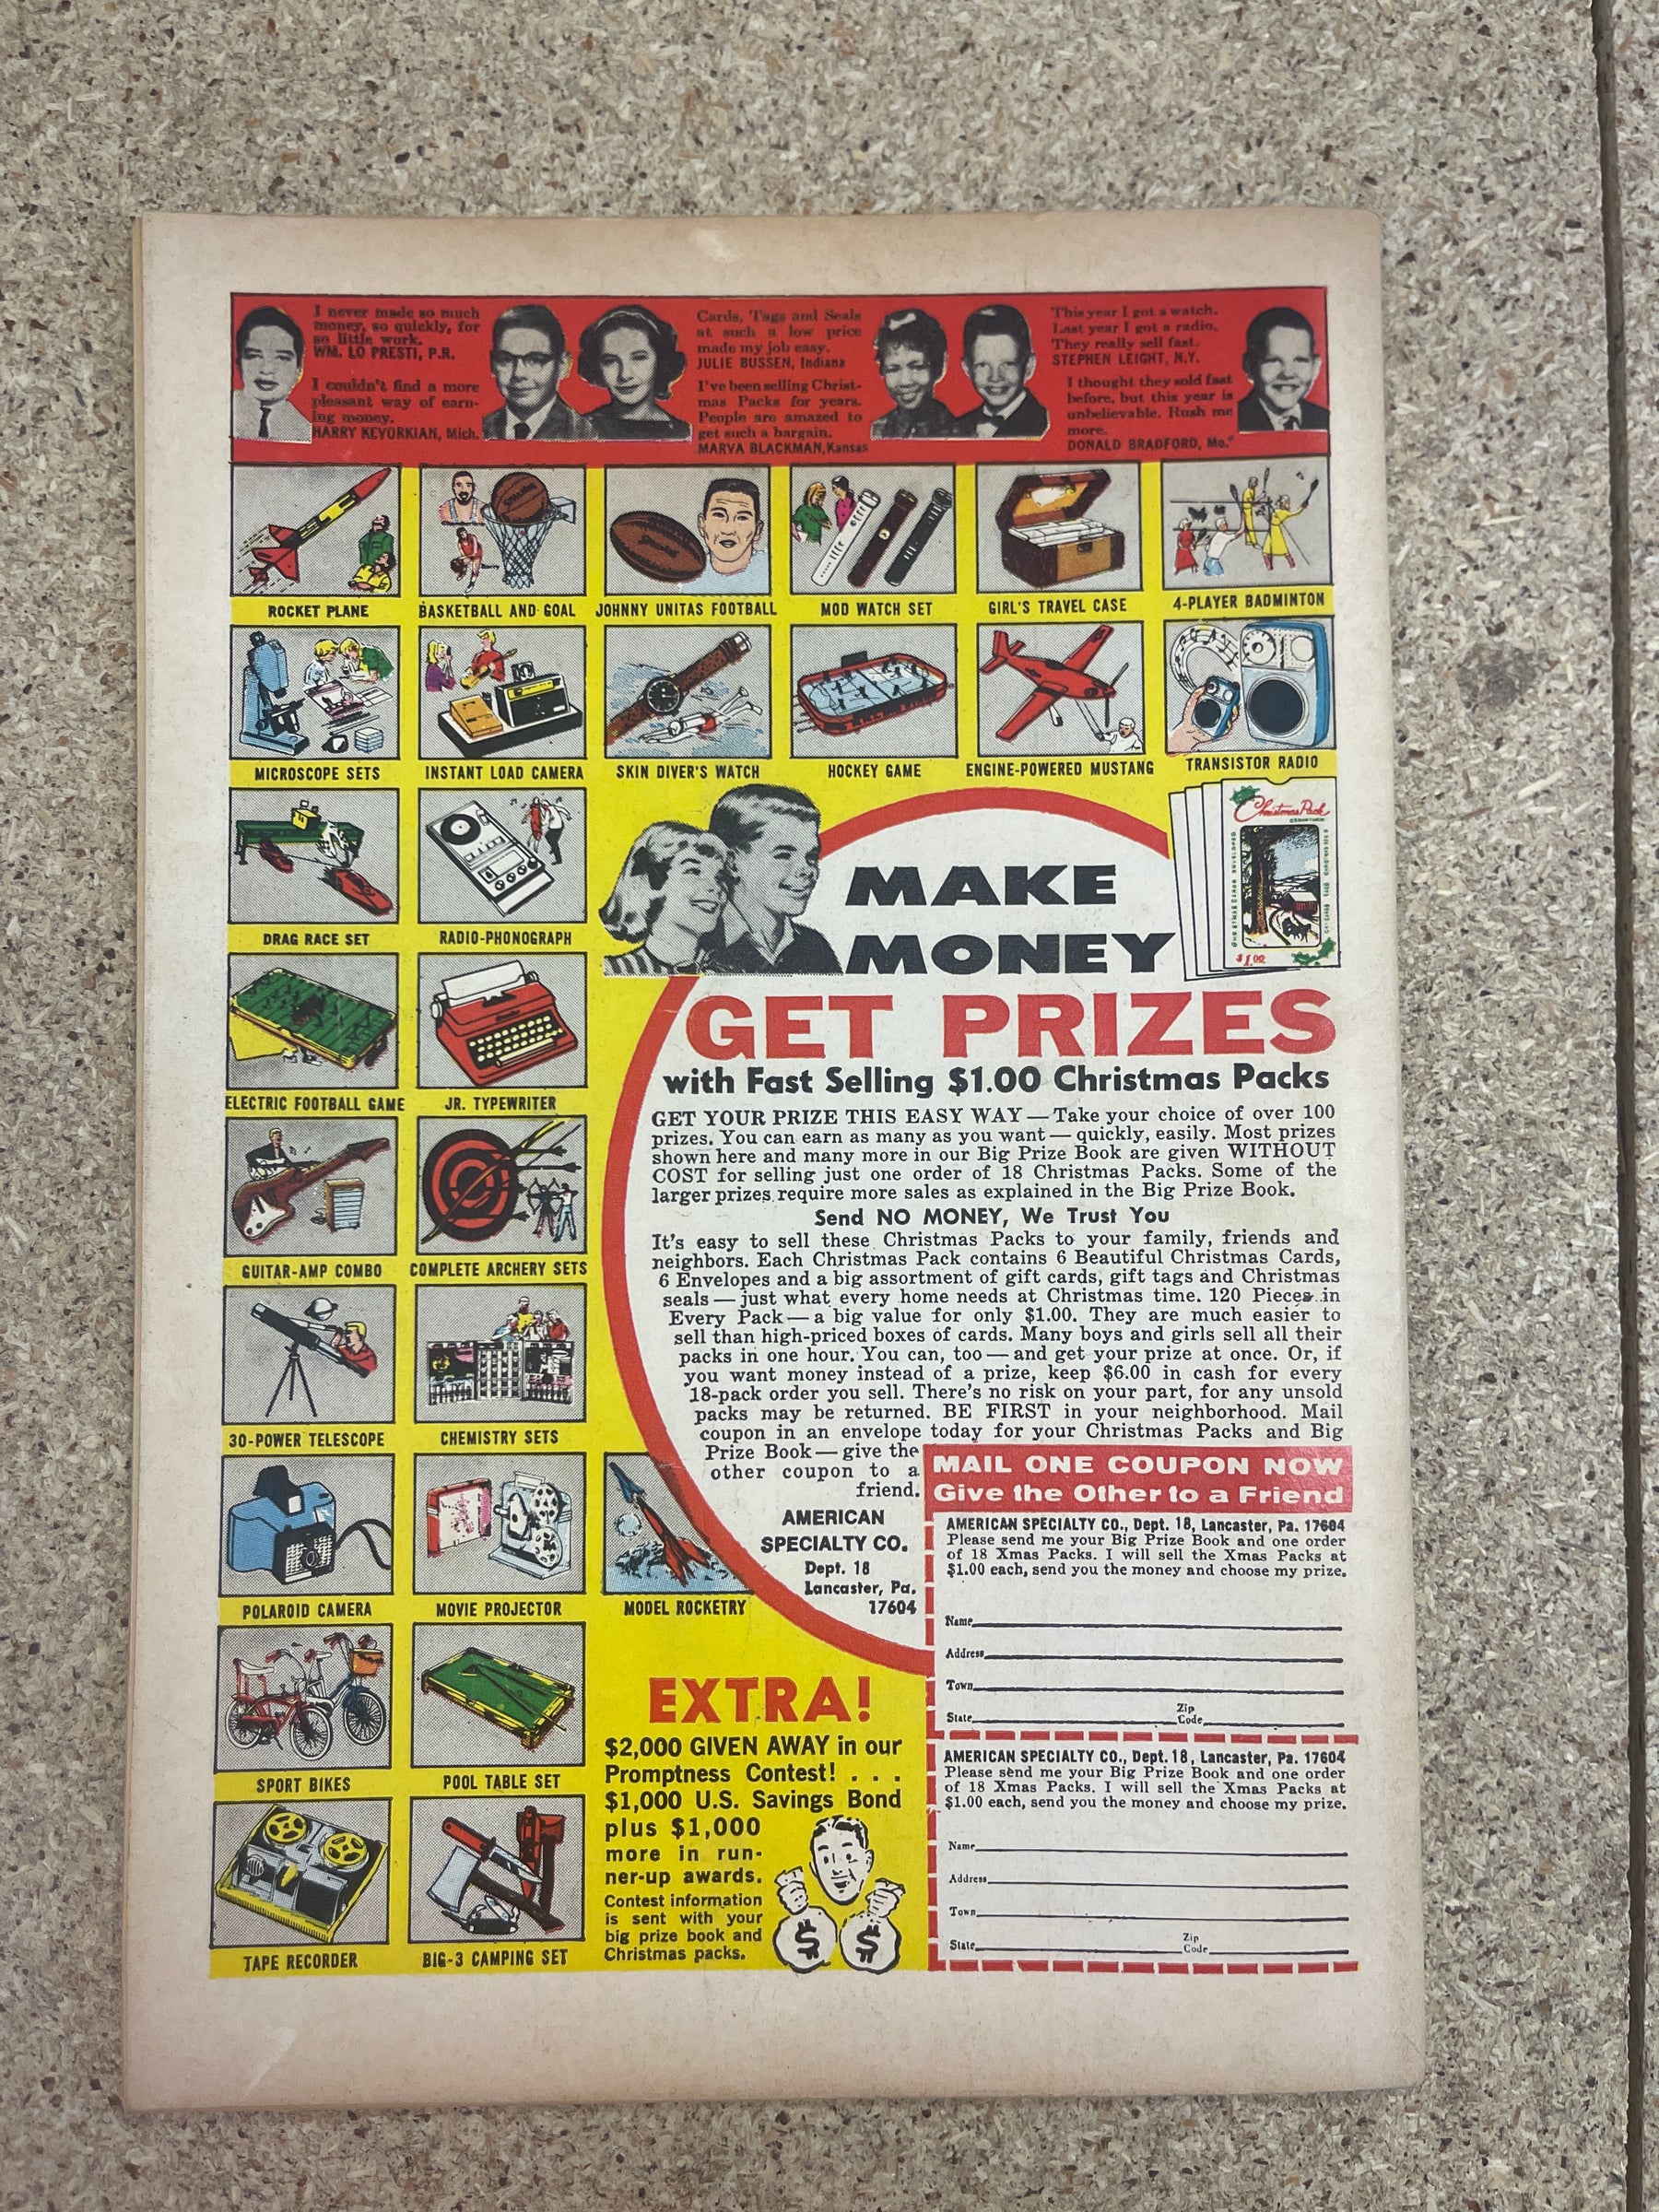 I never made so much
money, so quickly, for
so little work.
WM. LO PRESTI, P.R.
I couldn't find a more
pleasant way of earn-
ing money.
HARRY KEVORKIAN, Mich.
Cards, Tags and Seals
at such a low price
made my job easy.
JULIE BUSSEN, Indiana
I've been selling Christ-
mas Packs for years.
People are amazed to
get such a bargain.
MARVA BLACKMAN, Kansas
This year I got a watch.
Last year I got a radio.
They really sell fast.
STEPHEN LEIGHT, N.Y.
I thought they sold fast
before, but this year is
unbelievable. Rush me
more.
DONALD BRADFORD, Mo.
ROCKET PLANE
BASKETBALL AND GOAL
JOHNNY UNITAS FOOTBALL
MOD WATCH SET
GIRL'S TRAVEL CASE
4-PLAYER BADMINTON
MICROSCOPE SETS
INSTANT LOAD CAMERA
SKIN DIVER'S WATCH
HOCKEY GAME
ENGINE-POWERED MUSTANG
TRANSISTOR RADIO
DRAG RACE SET
RADIO-PHONOGRAPH
ELECTRIC FOOTBALL GAME
JR. TYPEWRITER
GUITAR-AMP COMBO
COMPLETE ARCHERY SETS
30-POWER TELESCOPE
CHEMISTRY SETS
POLAROID CAMERA
MOVIE PROJECTOR
MODEL ROCKETRY
SPORT BIKES
POOL TABLE SET
TAPE RECORDER
BIG-3 CAMPING SET
Christmas Pack
$1.00
MAKE
MONEY
GET PRIZES
with Fast Selling $1.00 Christmas Packs
GET YOUR PRIZE THIS EASY WAY — Take your choice of over 100
prizes. You can earn as many as you want — quickly, easily. Most prizes
shown here and many more in our Big Prize Book are given WITHOUT
COST for selling just one order of 18 Christmas Packs. Some of the
larger prizes require more sales as explained in the Big Prize Book.
Send NO MONEY, We Trust You
It's easy to sell these Christmas Packs to your family, friends and
neighbors. Each Christmas Pack contains 6 Beautiful Christmas Cards,
6 Envelopes and a big assortment of gift cards, gift tags and Christmas
seals — just what every home needs at Christmas time. 120 Pieces in
Every Pack — a big value for only $1.00. They are much easier to
sell than high-priced boxes of cards. Many boys and girls sell all their
packs in one hour. You can, too — and get your prize at once. Or, if
you want money instead of a prize, keep $6.00 in cash for every
18-pack order you sell. There's no risk on your part, for any unsold
packs may be returned. BE FIRST in your neighborhood. Mail
coupon in an envelope today for your Christmas Packs and Big
Prize Book — give the
other coupon to a
friend.
AMERICAN
SPECIALTY CO.
Dept. 18
Lancaster, Pa.
17604
EXTRA!
$2,000 GIVEN AWAY in our
Promptness Contest! . . .
$1,000 U.S. Savings Bond
plus $1,000
more in run-
ner-up awards.
Contest information
is sent with your
big prize book and
Christmas packs.
$ $
MAIL ONE COUPON NOW
Give the Other to a Friend
AMERICAN SPECIALTY CO., Dept. 18, Lancaster, Pa. 17604
Please send me your Big Prize Book and one order
of 18 Xmas Packs. I will sell the Xmas Packs at
$1.00 each, send you the money and choose my prize.
Name
Address
Town
State Zip Code
AMERICAN SPECIALTY CO., Dept. 18, Lancaster, Pa. 17604
Please send me your Big Prize Book and one order
of 18 Xmas Packs. I will sell the Xmas Packs at
$1.00 each, send you the money and choose my prize.
Name
Address
Town
State Zip Code